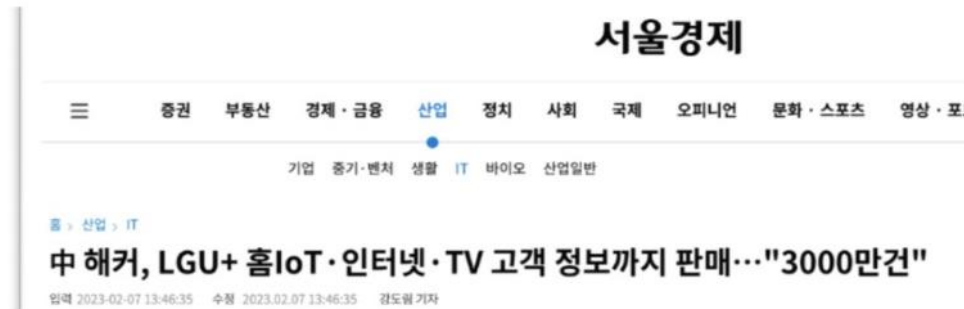 서울경제
☰ 증권 부동산 경제·금융 산업 정치 사회 국제 오피니언 문화·스포츠 영상·포
기업 중기·벤처 생활 IT 바이오 산업일반
홈 > 산업 > IT
中 해커, LGU+ 홈IoT·인터넷·TV 고객 정보까지 판매…"3000만건"
입력 2023-02-07 13:46:35 수정 2023.02.07 13:46:35 강도림 기자